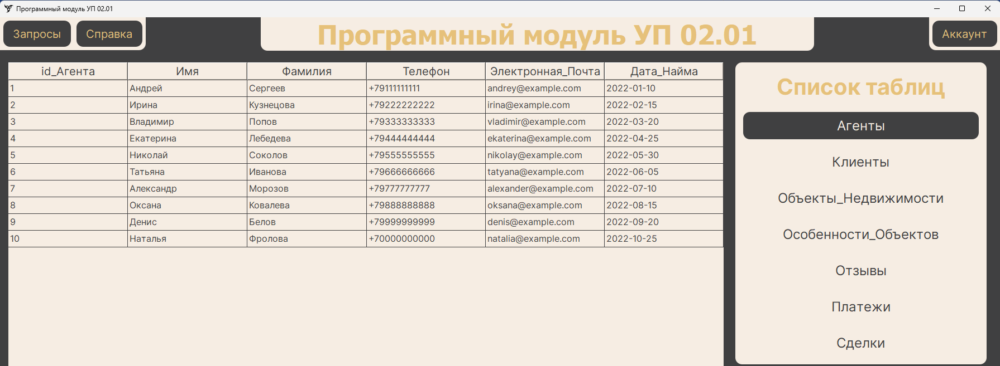 Программный модуль УП 02.01
Запросы Справка Программный модуль УП 02.01 Аккаунт
id_Агента Имя Фамилия Телефон Электронная_Почта Дата_Найма
1 Андрей Сергеев +79111111111 andrey@example.com 2022-01-10
2 Ирина Кузнецова +79222222222 irina@example.com 2022-02-15
3 Владимир Попов +79333333333 vladimir@example.com 2022-03-20
4 Екатерина Лебедева +79444444444 ekaterina@example.com 2022-04-25
5 Николай Соколов +79555555555 nikolay@example.com 2022-05-30
6 Татьяна Иванова +79666666666 tatyana@example.com 2022-06-05
7 Александр Морозов +79777777777 alexander@example.com 2022-07-10
8 Оксана Ковалева +79888888888 oksana@example.com 2022-08-15
9 Денис Белов +79999999999 denis@example.com 2022-09-20
10 Наталья Фролова +70000000000 natalia@example.com 2022-10-25
Список таблиц
Агенты
Клиенты
Объекты_Недвижимости
Особенности_Объектов
Отзывы
Платежи
Сделки